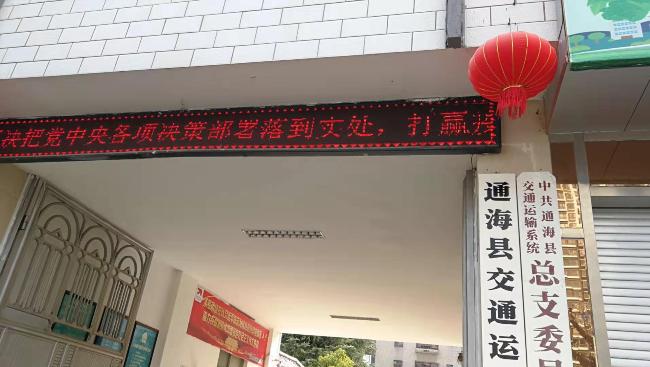 决把党中央各项决策部署落到实处，打赢
通海县交通运
中共通海县
交通运输系统
总支委员